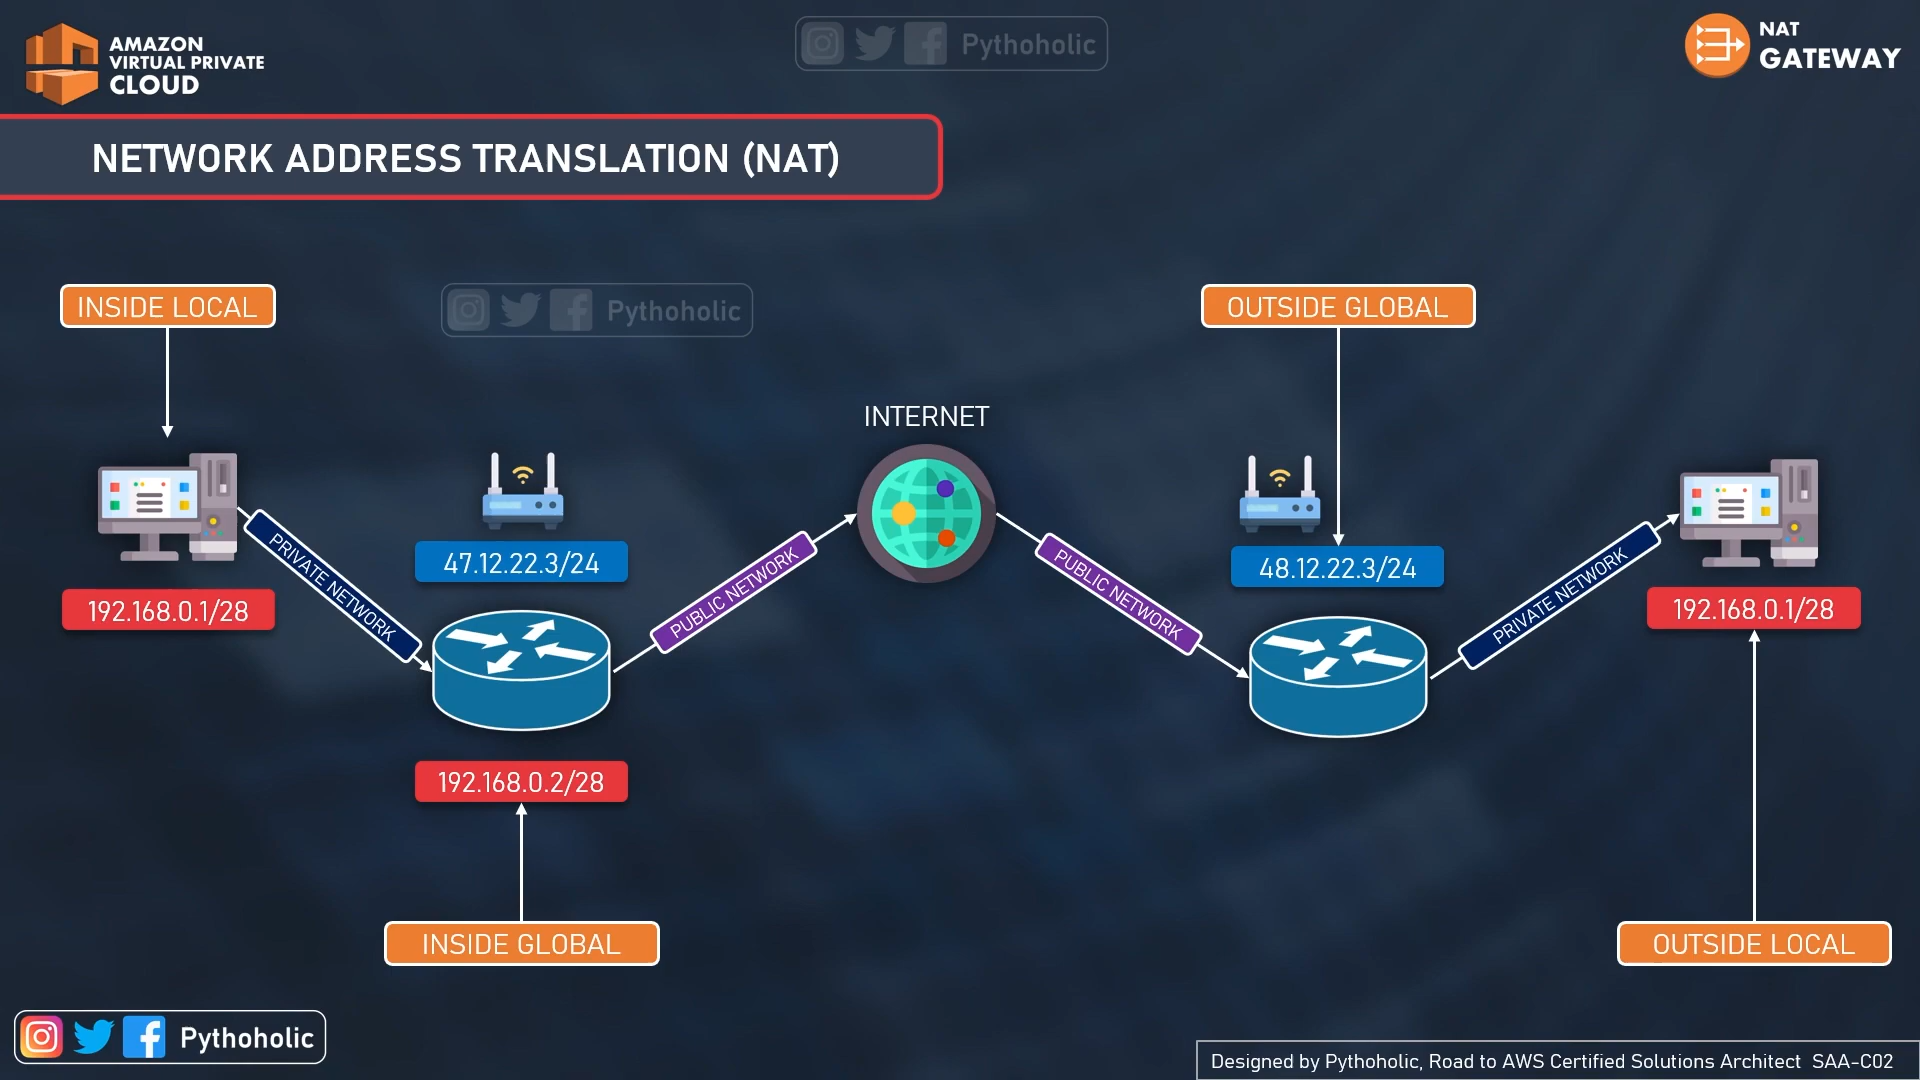 AMAZON
VIRTUAL PRIVATE
CLOUD
Pythoholic
NAT
GATEWAY
NETWORK ADDRESS TRANSLATION (NAT)
INSIDE LOCAL
Pythoholic
OUTSIDE GLOBAL
INTERNET
PRIVATE NETWORK
47.12.22.3/24
PUBLIC NETWORK
PUBLIC NETWORK
48.12.22.3/24
PRIVATE NETWORK
192.168.0.1/28
192.168.0.1/28
192.168.0.2/28
INSIDE GLOBAL
OUTSIDE LOCAL
Pythoholic
Designed by Pythoholic, Road to AWS Certified Solutions Architect SAA-C02